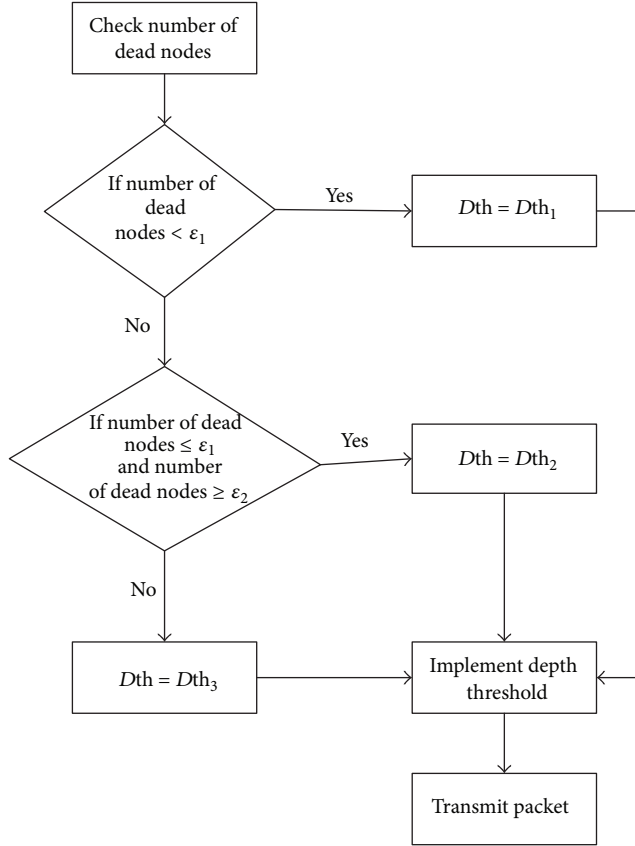 Check number of
dead nodes
If number of
dead
nodes < ε₁
Yes
Dth = Dth₁
No
If number of dead
nodes ≤ ε₁
and number
of dead nodes ≥ ε₂
Yes
Dth = Dth₂
No
Dth = Dth₃
Implement depth
threshold
Transmit packet